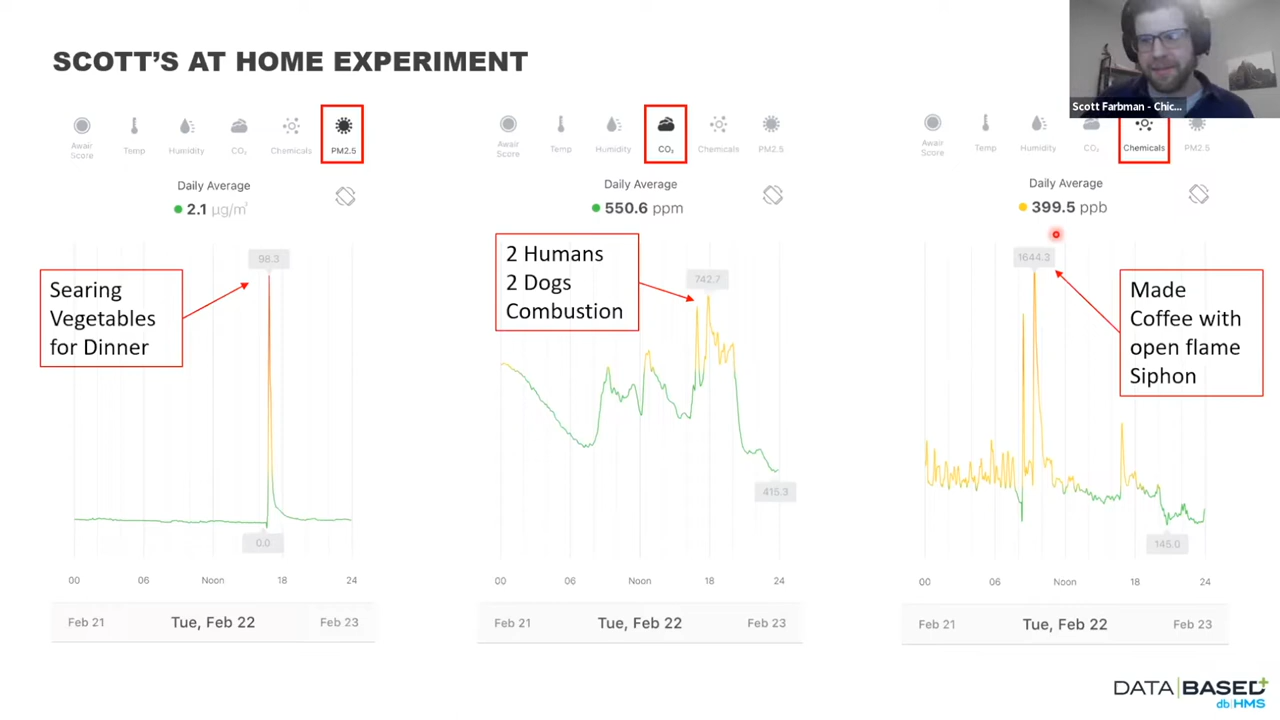 SCOTT'S AT HOME EXPERIMENT
Scott Farbman - Chic...
Awair
Score
Temp
Humidity
CO₂
Chemicals
PM2.5
Daily Average
2.1 µg/m³
98.3
Searing
Vegetables
for Dinner
0.0
00
06
Noon
18
24
Feb 21
Tue, Feb 22
Feb 23
Awair
Score
Temp
Humidity
CO₂
Chemicals
PM2.5
Daily Average
550.6 ppm
2 Humans
2 Dogs
Combustion
742.7
415.3
00
06
Noon
18
24
Feb 21
Tue, Feb 22
Feb 23
Awair
Score
Temp
Humidity
CO₂
Chemicals
PM2.5
Daily Average
399.5 ppb
1644.3
Made
Coffee with
open flame
Siphon
145.0
00
06
Noon
18
24
Feb 21
Tue, Feb 22
Feb 23
DATA|BASED+
db|HMS